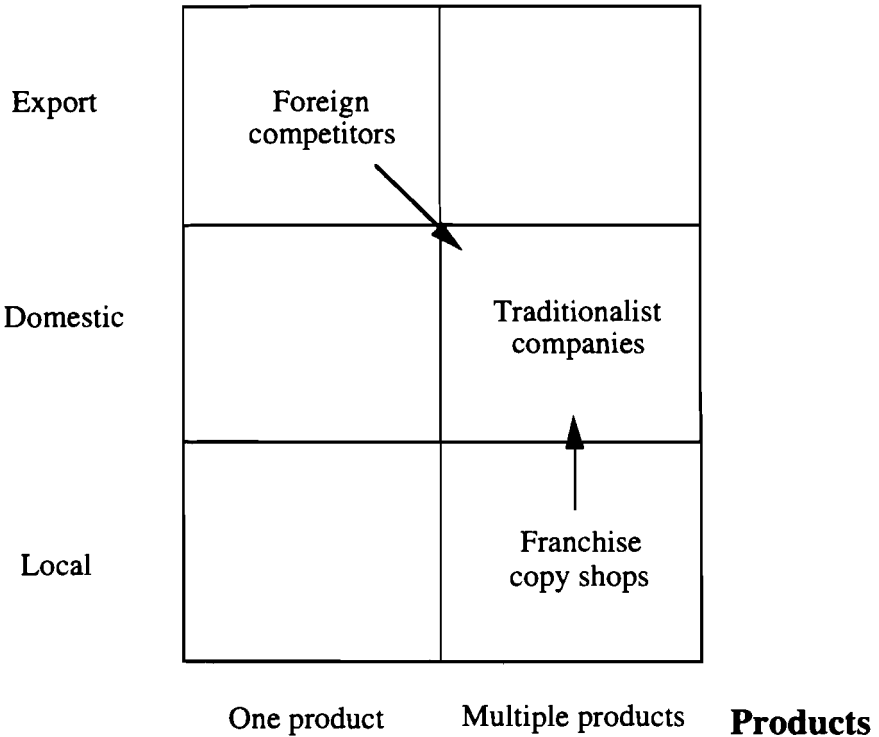 Export
Foreign
competitors
Domestic
Traditionalist
companies
Local
Franchise
copy shops
One product
Multiple products
Products